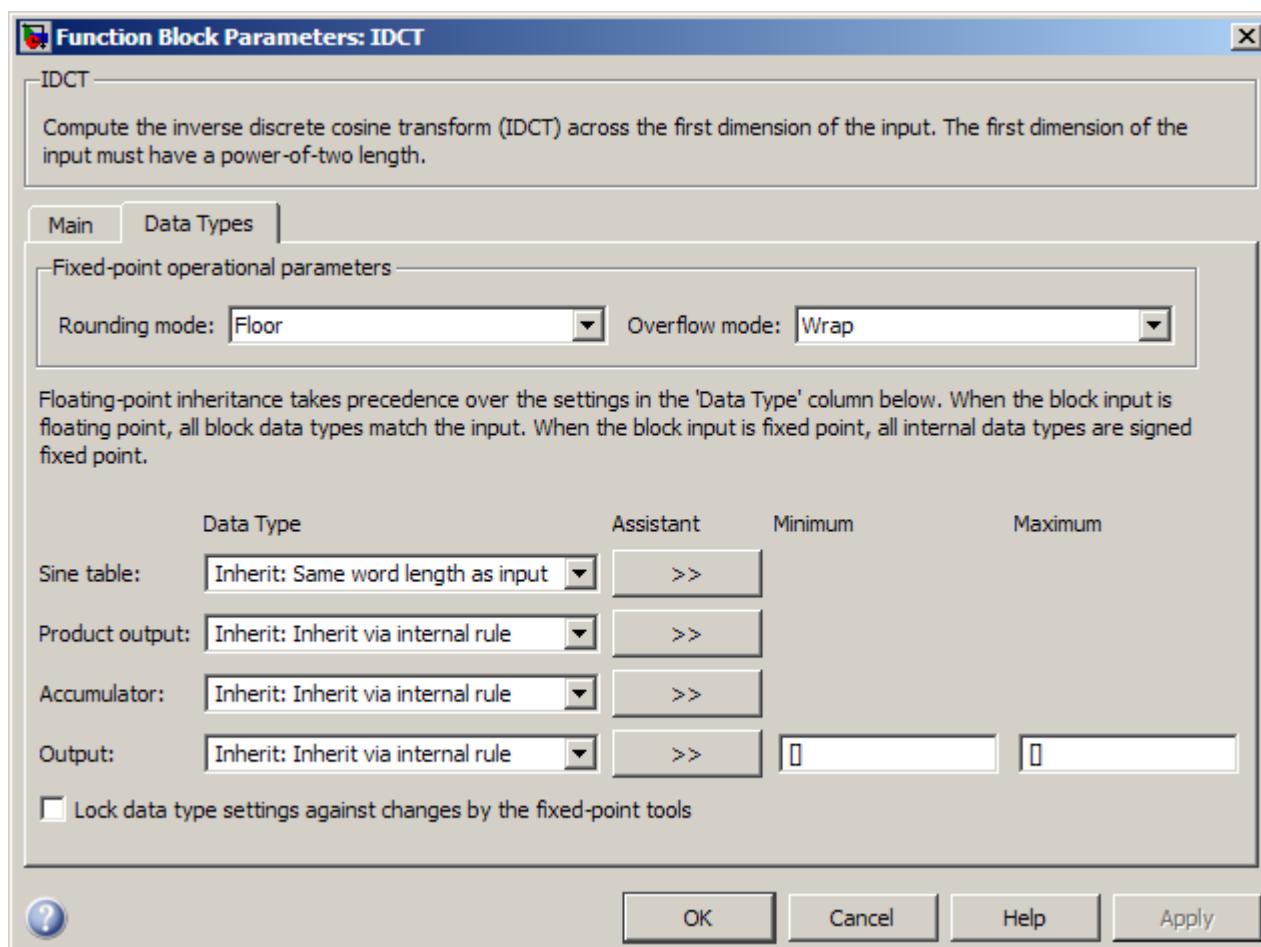 Function Block Parameters: IDCT
IDCT
Compute the inverse discrete cosine transform (IDCT) across the first dimension of the input. The first dimension of the
input must have a power-of-two length.
Main Data Types
Fixed-point operational parameters
Rounding mode: Floor Overflow mode: Wrap
Floating-point inheritance takes precedence over the settings in the 'Data Type' column below. When the block input is
floating point, all block data types match the input. When the block input is fixed point, all internal data types are signed
fixed point.
Data Type Assistant Minimum Maximum
Sine table: Inherit: Same word length as input >>
Product output: Inherit: Inherit via internal rule >>
Accumulator: Inherit: Inherit via internal rule >>
Output: Inherit: Inherit via internal rule >> [] []
Lock data type settings against changes by the fixed-point tools
? OK Cancel Help Apply